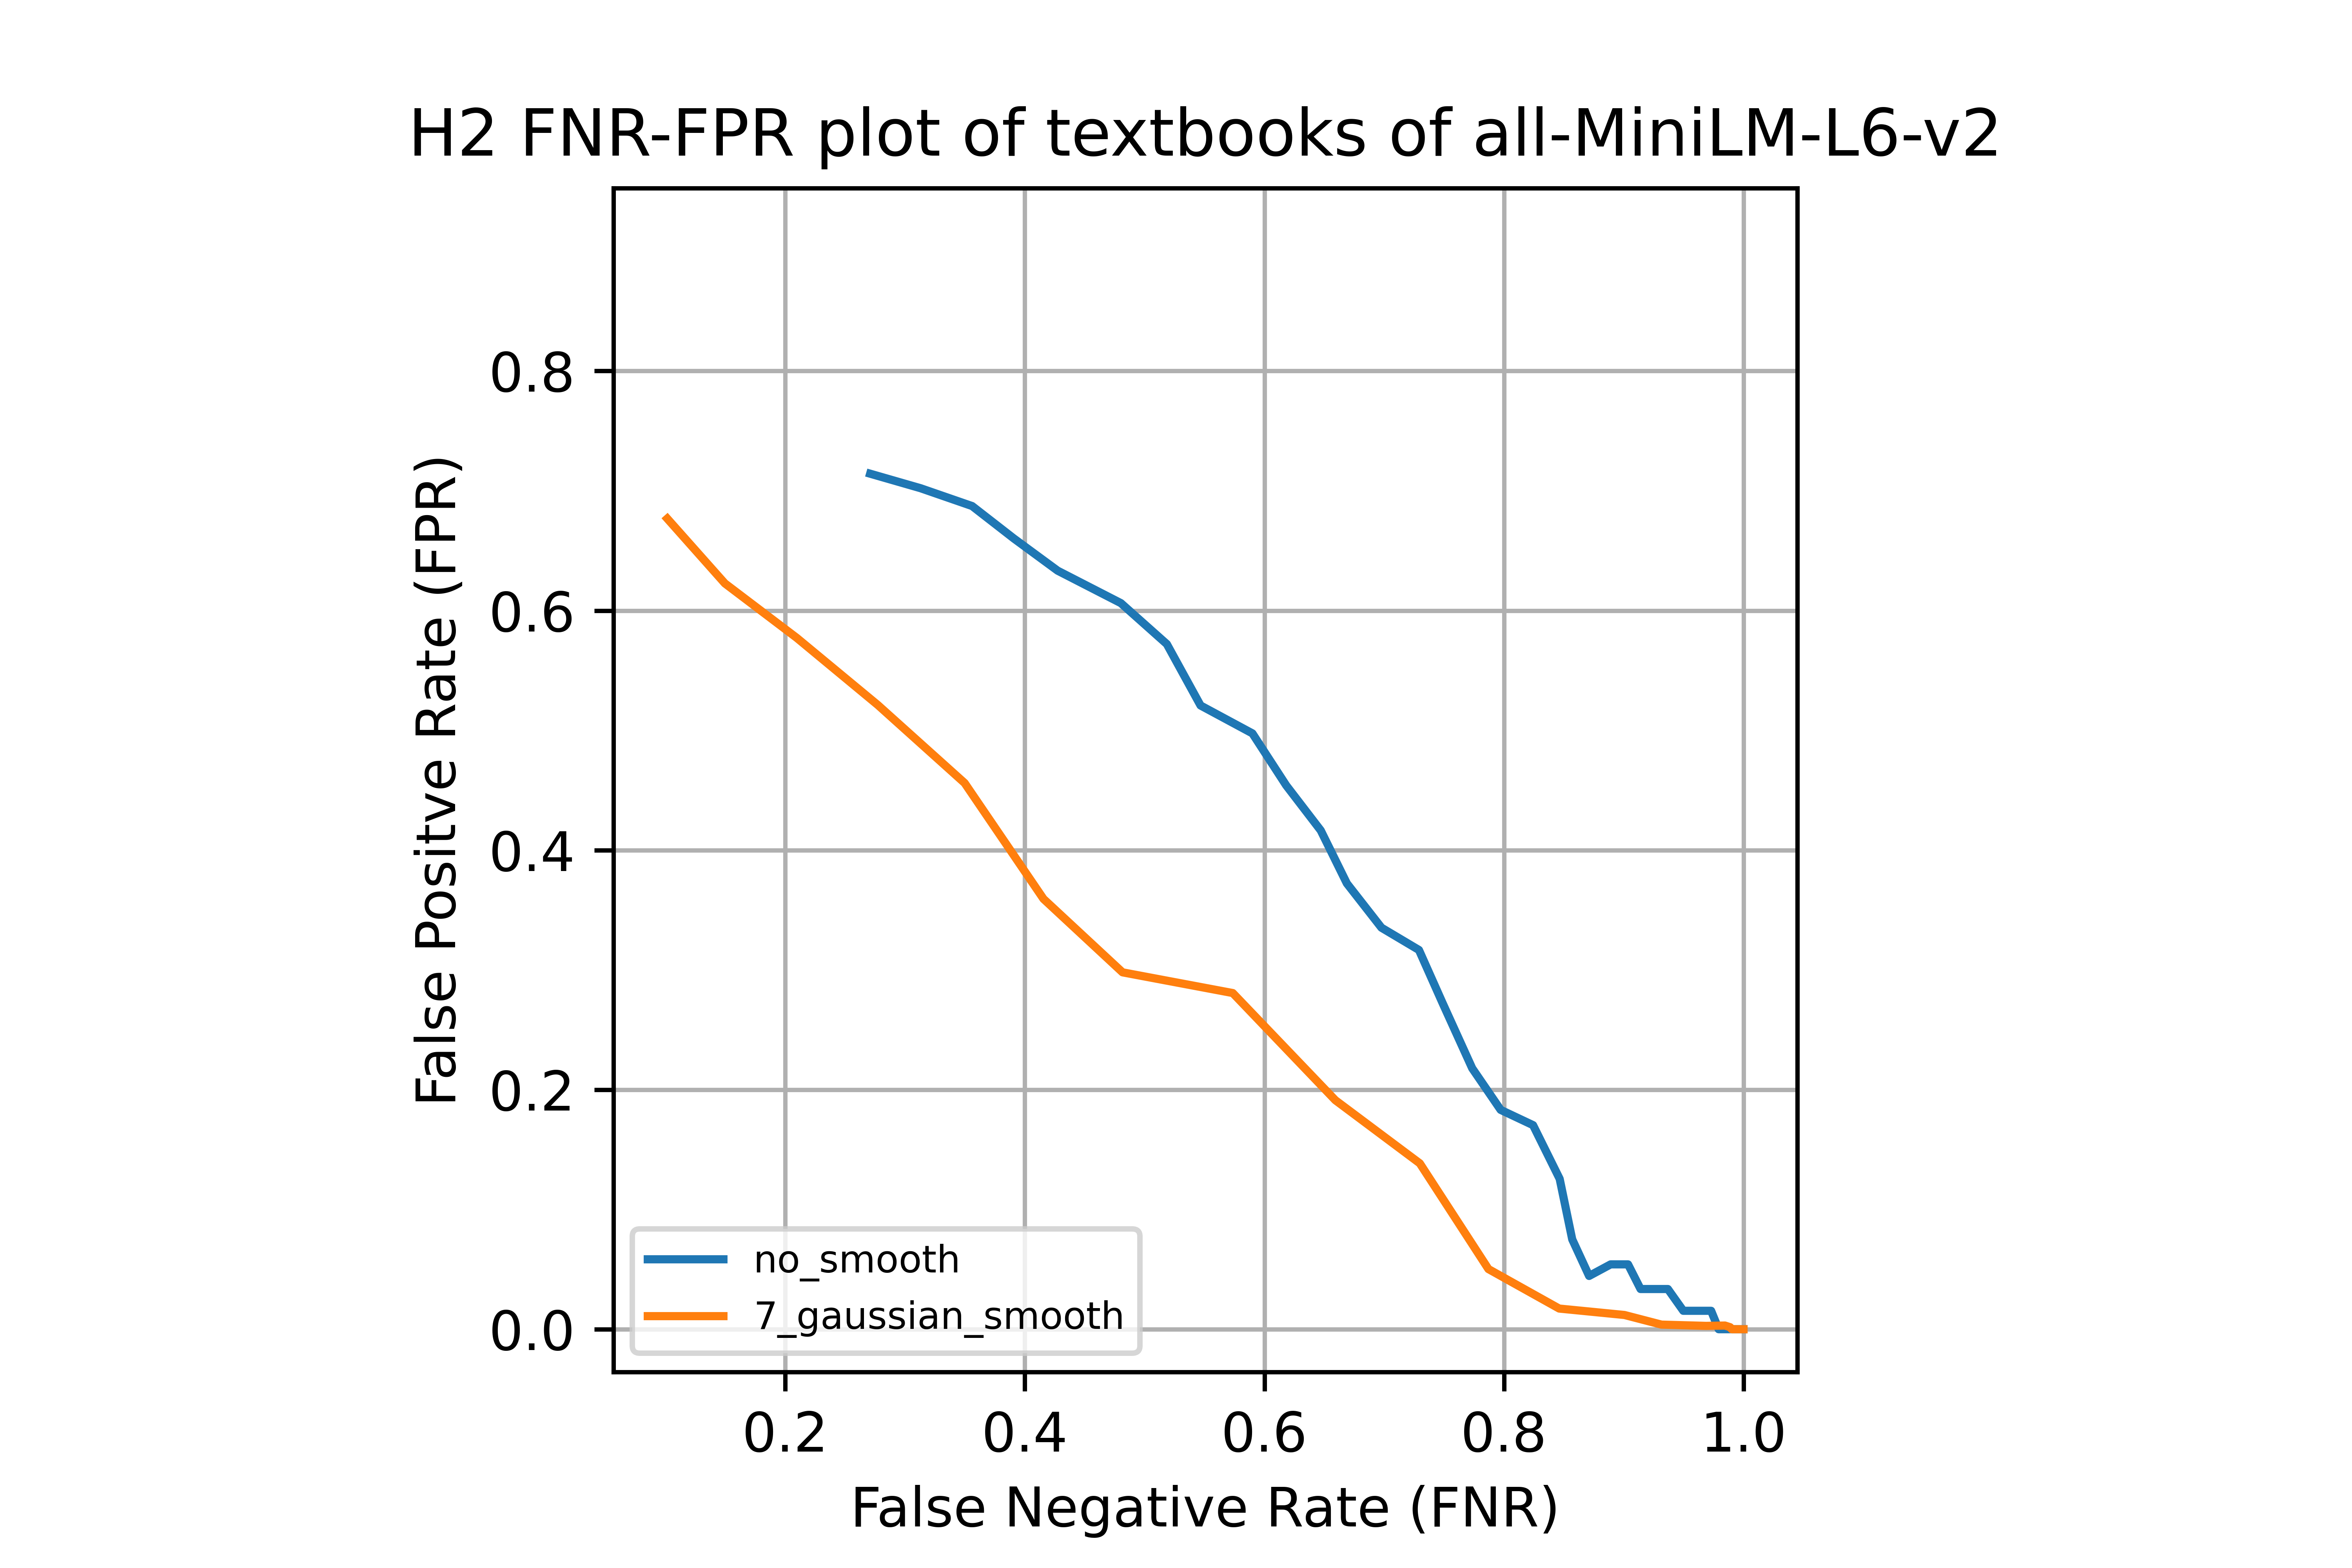 H2 FNR-FPR plot of textbooks of all-MiniLM-L6-v2
False Positve Rate (FPR)
0.8
0.6
0.4
0.2
0.0
no_smooth
7_gaussian_smooth
0.2 0.4 0.6 0.8 1.0
False Negative Rate (FNR)